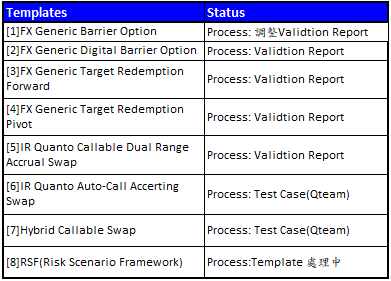 Templates Status
[1]FX Generic Barrier Option Process: 調整Validtion Report
[2]FX Generic Digital Barrier Option Process: Validtion Report
[3]FX Generic Target Redemption
Forward
Process: Validtion Report
[4]FX Generic Target Redemption
Pivot
Process: Validtion Report
[5]IR Quanto Callable Dual Range
Accrual Swap
Process: Validtion Report
[6]IR Quanto Auto-Call Accerting
Swap
Process: Test Case(Qteam)
[7]Hybrid Callable Swap Process: Test Case(Qteam)
[8]RSF(Risk Scenario Framework) Process:Template 處理中